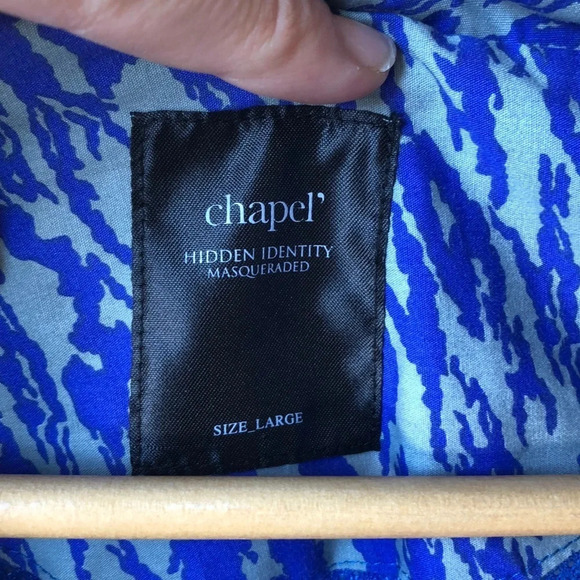 chapel’
HIDDEN IDENTITY
MASQUERADED
SIZE_LARGE